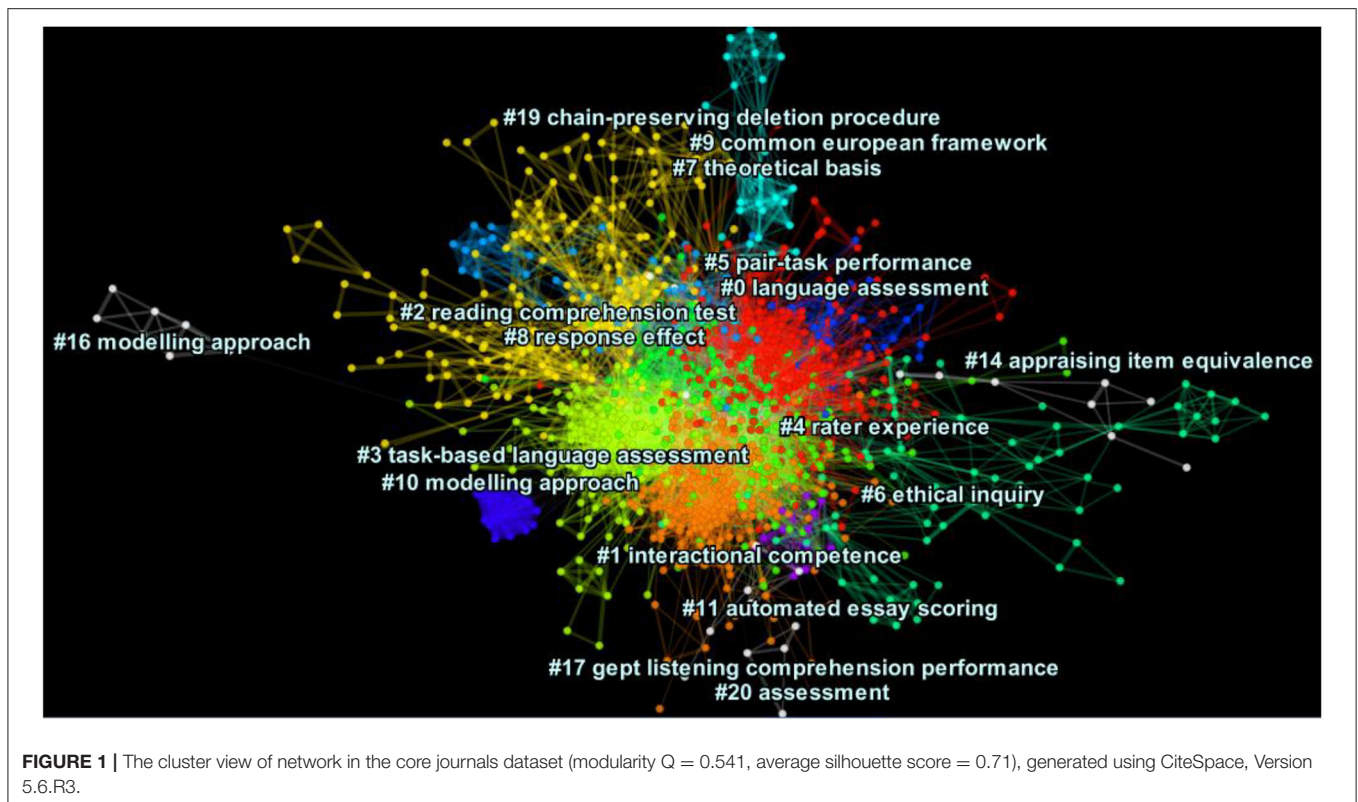 #19 chain-preserving deletion procedure
#9 common european framework
#7 theoretical basis
#5 pair-task performance
#0 language assessment
#2 reading comprehension test
#8 response effect
#16 modelling approach
#14 appraising item equivalence
#4 rater experience
#3 task-based language assessment
#10 modelling approach
#6 ethical inquiry
#1 interactional competence
#11 automated essay scoring
#17 gept listening comprehension performance
#20 assessment
FIGURE 1 | The cluster view of network in the core journals dataset (modularity Q = 0.541, average silhouette score = 0.71), generated using CiteSpace, Version
5.6.R3.